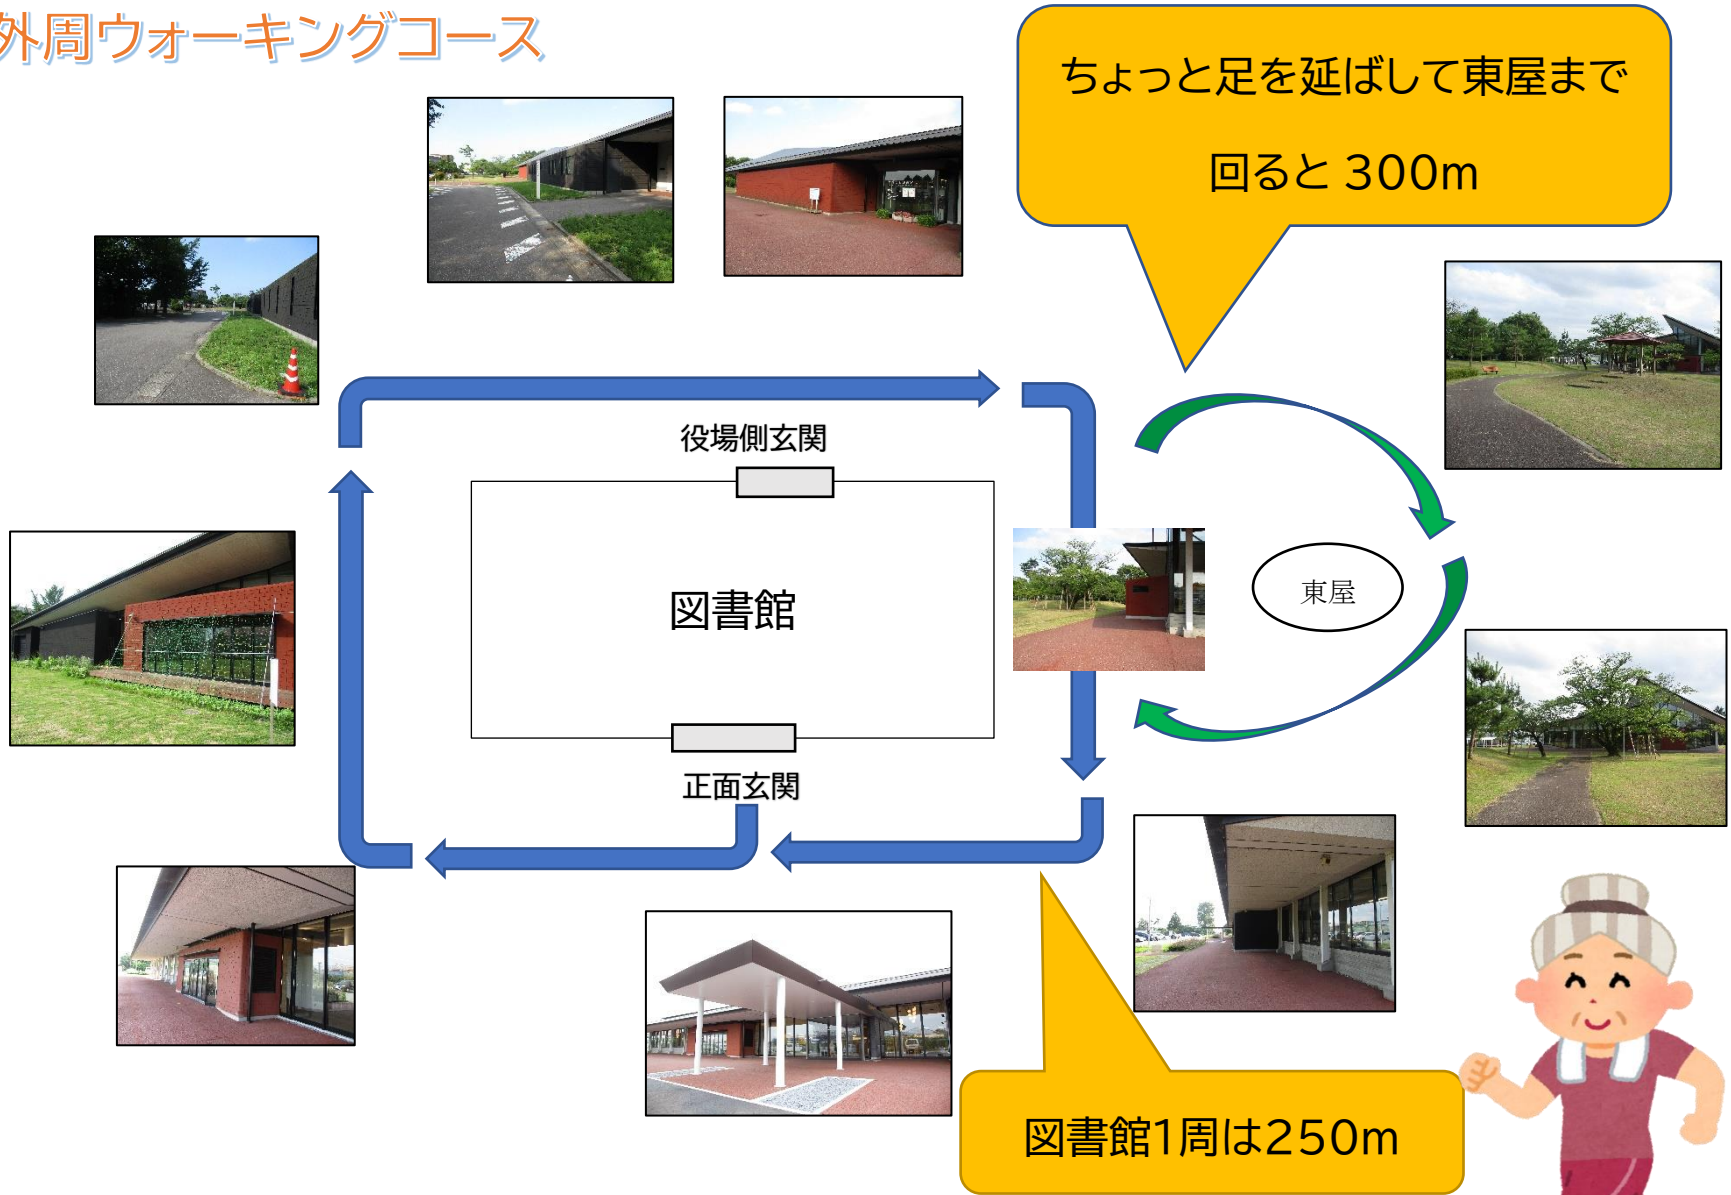 外周ウォーキングコース
ちょっと足を延ばして東屋まで
回ると 300m
役場側玄関
図書館
東屋
正面玄関
図書館1周は250m